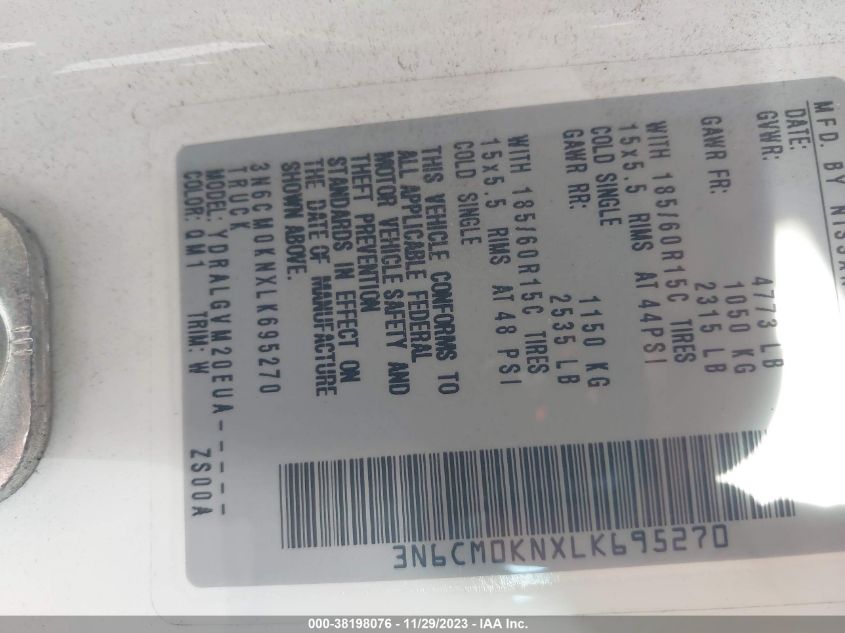 MFD. BY
DATE:
GVWR: 4773 LB
GAWR FR: 1050 KG
2315 LB
WITH 185/60R15C TIRES
15x5.5 RIMS AT 44PSI
COLD SINGLE
GAWR RR: 1150 KG
2535 LB
WITH 185/60R15C TIRES
15x5.5 RIMS AT 48 PSI
COLD SINGLE
THIS VEHICLE CONFORMS TO
ALL APPLICABLE FEDERAL
MOTOR VEHICLE SAFETY AND
THEFT PREVENTION
STANDARDS IN EFFECT ON
THE DATE OF MANUFACTURE
SHOWN ABOVE.
3N6CM0KNXLK695270
TRUCK
MODEL: YDRALGVM20EUA-----
COLOR: QM1 TRIM: W ZS00A
3N6CM0KNXLK695270
000-38198076 - 11/29/2023 - IAA Inc.